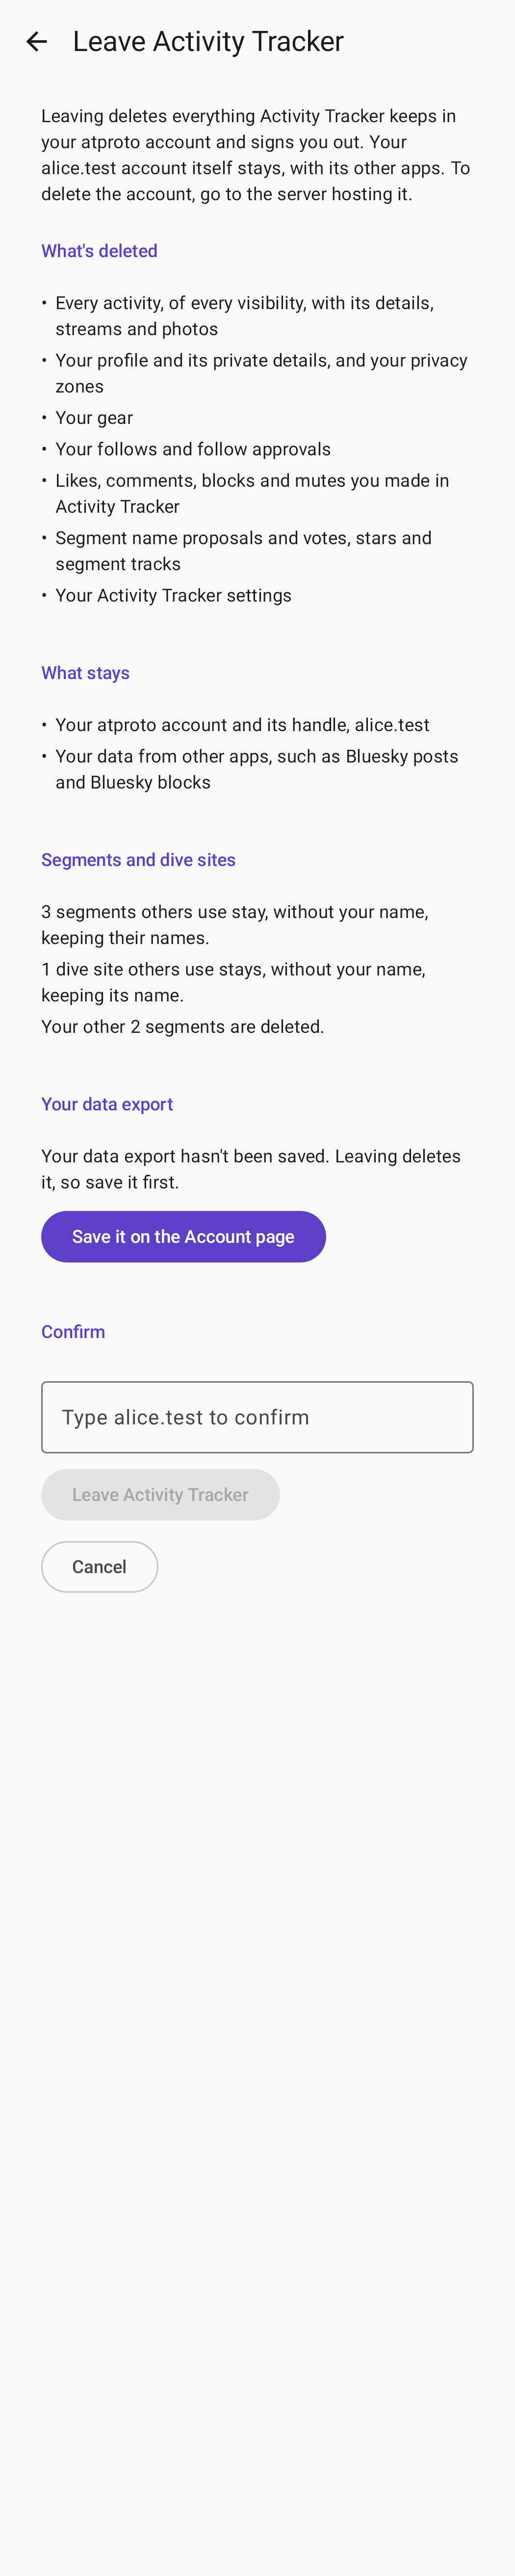 Leave Activity Tracker
Leaving deletes everything Activity Tracker keeps in
your atproto account and signs you out. Your
alice.test account itself stays, with its other apps. To
delete the account, go to the server hosting it.
What's deleted
• Every activity, of every visibility, with its details,
streams and photos
• Your profile and its private details, and your privacy
zones
• Your gear
• Your follows and follow approvals
• Likes, comments, blocks and mutes you made in
Activity Tracker
• Segment name proposals and votes, stars and
segment tracks
• Your Activity Tracker settings
What stays
• Your atproto account and its handle, alice.test
• Your data from other apps, such as Bluesky posts
and Bluesky blocks
Segments and dive sites
3 segments others use stay, without your name,
keeping their names.
1 dive site others use stays, without your name,
keeping its name.
Your other 2 segments are deleted.
Your data export
Your data export hasn't been saved. Leaving deletes
it, so save it first.
Save it on the Account page
Confirm
Type alice.test to confirm
Leave Activity Tracker
Cancel